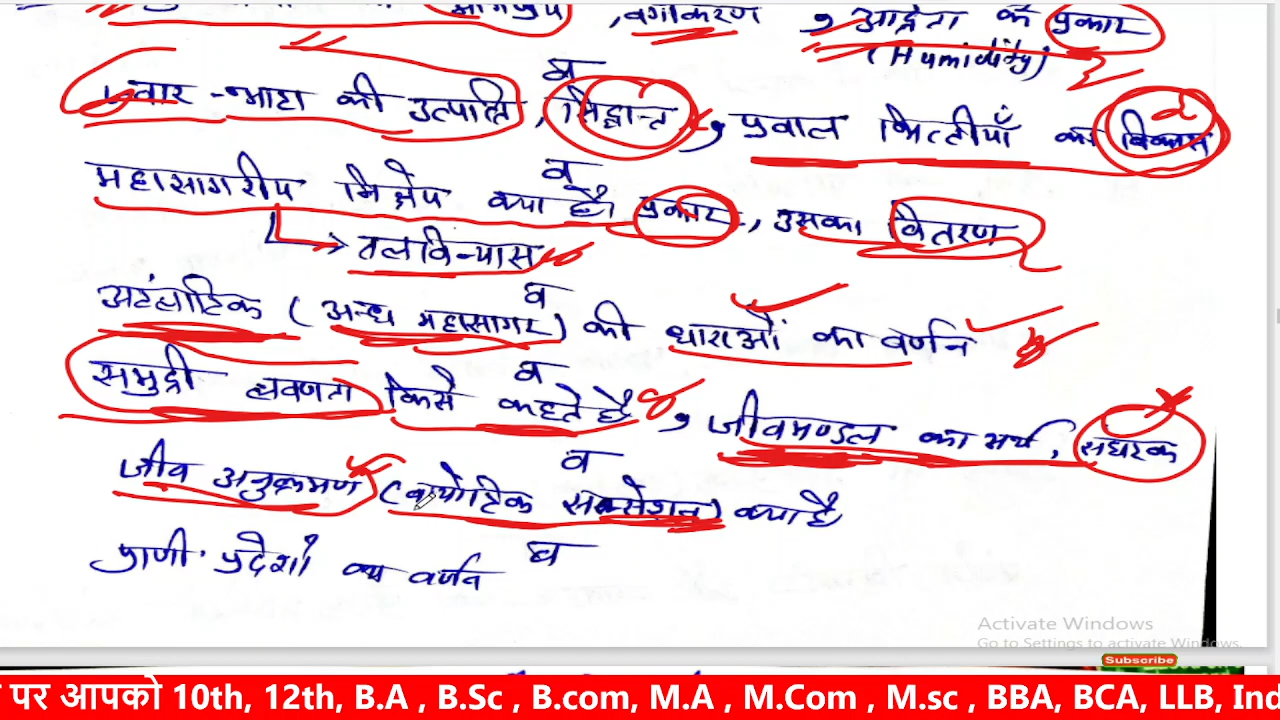 , वर्गीकरण , आर्द्रता के प्रकार
(Humidity)
ज्वार-भाटा की उत्पत्ति, सिद्धान्त, प्रवाल भित्तीयाँ का विकास
व
महासागरीय निक्षेप क्या है। प्रकार, उसका वितरण
व
तलविन्यास
अटलांटिक (अन्ध महासागर) की धाराओं का वर्णन
व
समुद्री लवणता किसे कहते है, जीवमण्डल का अर्थ, संघटक
व
जीव अनुक्रमण (बायोटिक सक्सेशन) क्या है
व
प्राणी प्रदेशों का वर्णन
Activate Windows
Go to Settings to activate Windows.
Subscribe
पर आपको 10th, 12th, B.A , B.Sc , B.com, M.A , M.Com , M.sc , BBA, BCA, LLB, Ind